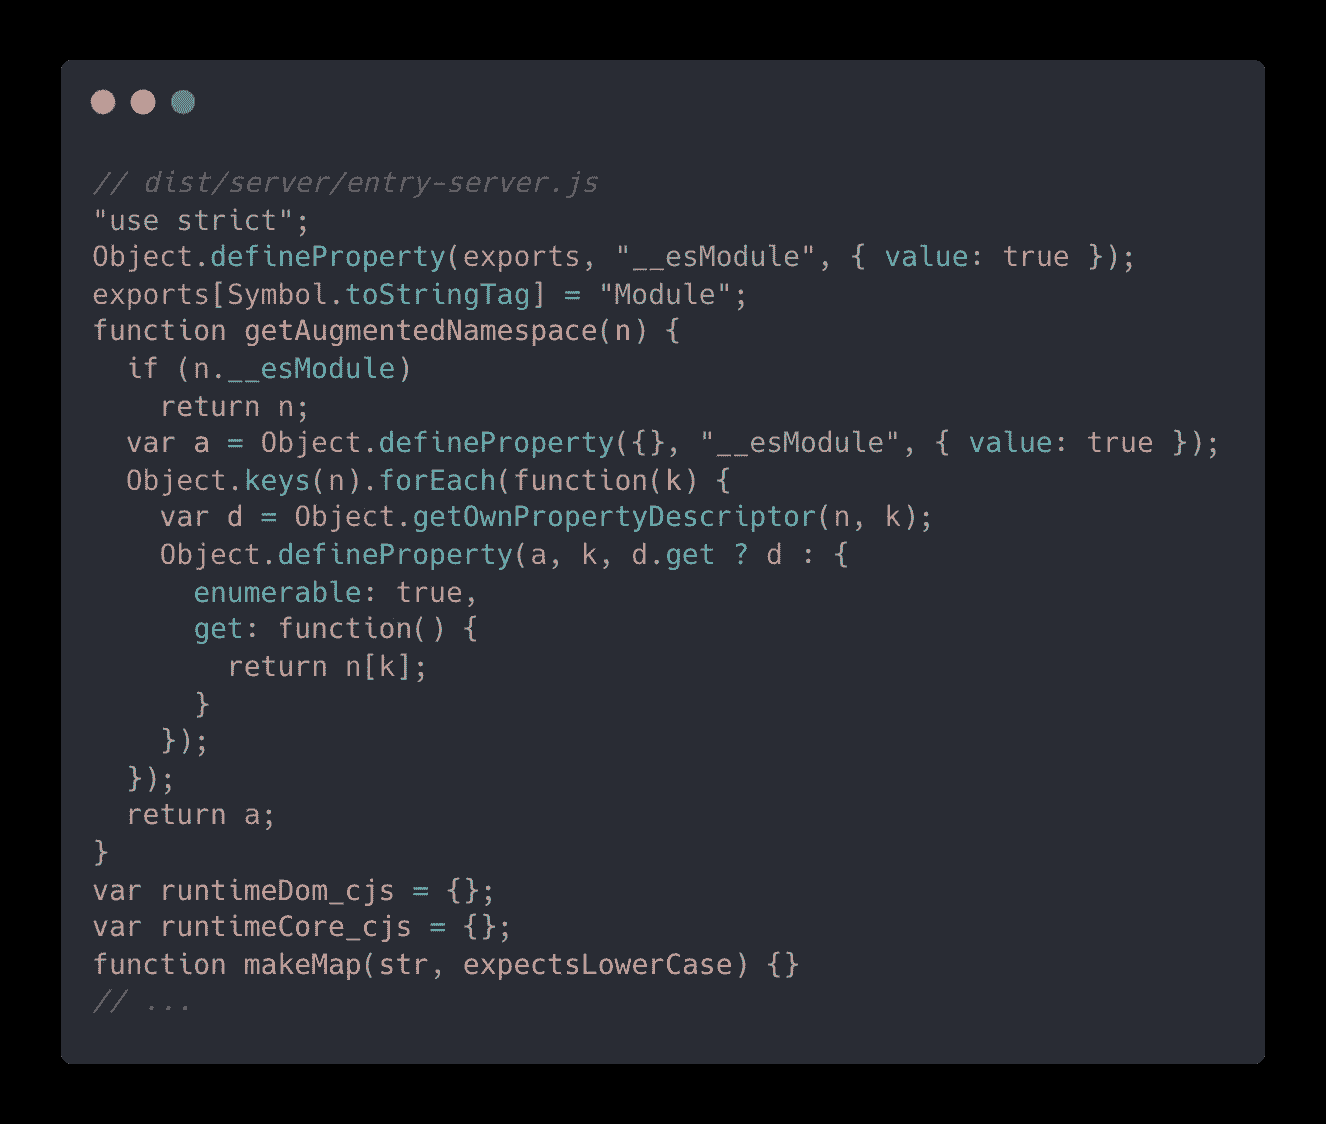 // dist/server/entry-server.js
"use strict";
Object.defineProperty(exports, "__esModule", { value: true });
exports[Symbol.toStringTag] = "Module";
function getAugmentedNamespace(n) {
  if (n.__esModule)
    return n;
  var a = Object.defineProperty({}, "__esModule", { value: true });
  Object.keys(n).forEach(function(k) {
    var d = Object.getOwnPropertyDescriptor(n, k);
    Object.defineProperty(a, k, d.get ? d : {
      enumerable: true,
      get: function() {
        return n[k];
      }
    });
  });
  return a;
}
var runtimeDom_cjs = {};
var runtimeCore_cjs = {};
function makeMap(str, expectsLowerCase) {}
// ...